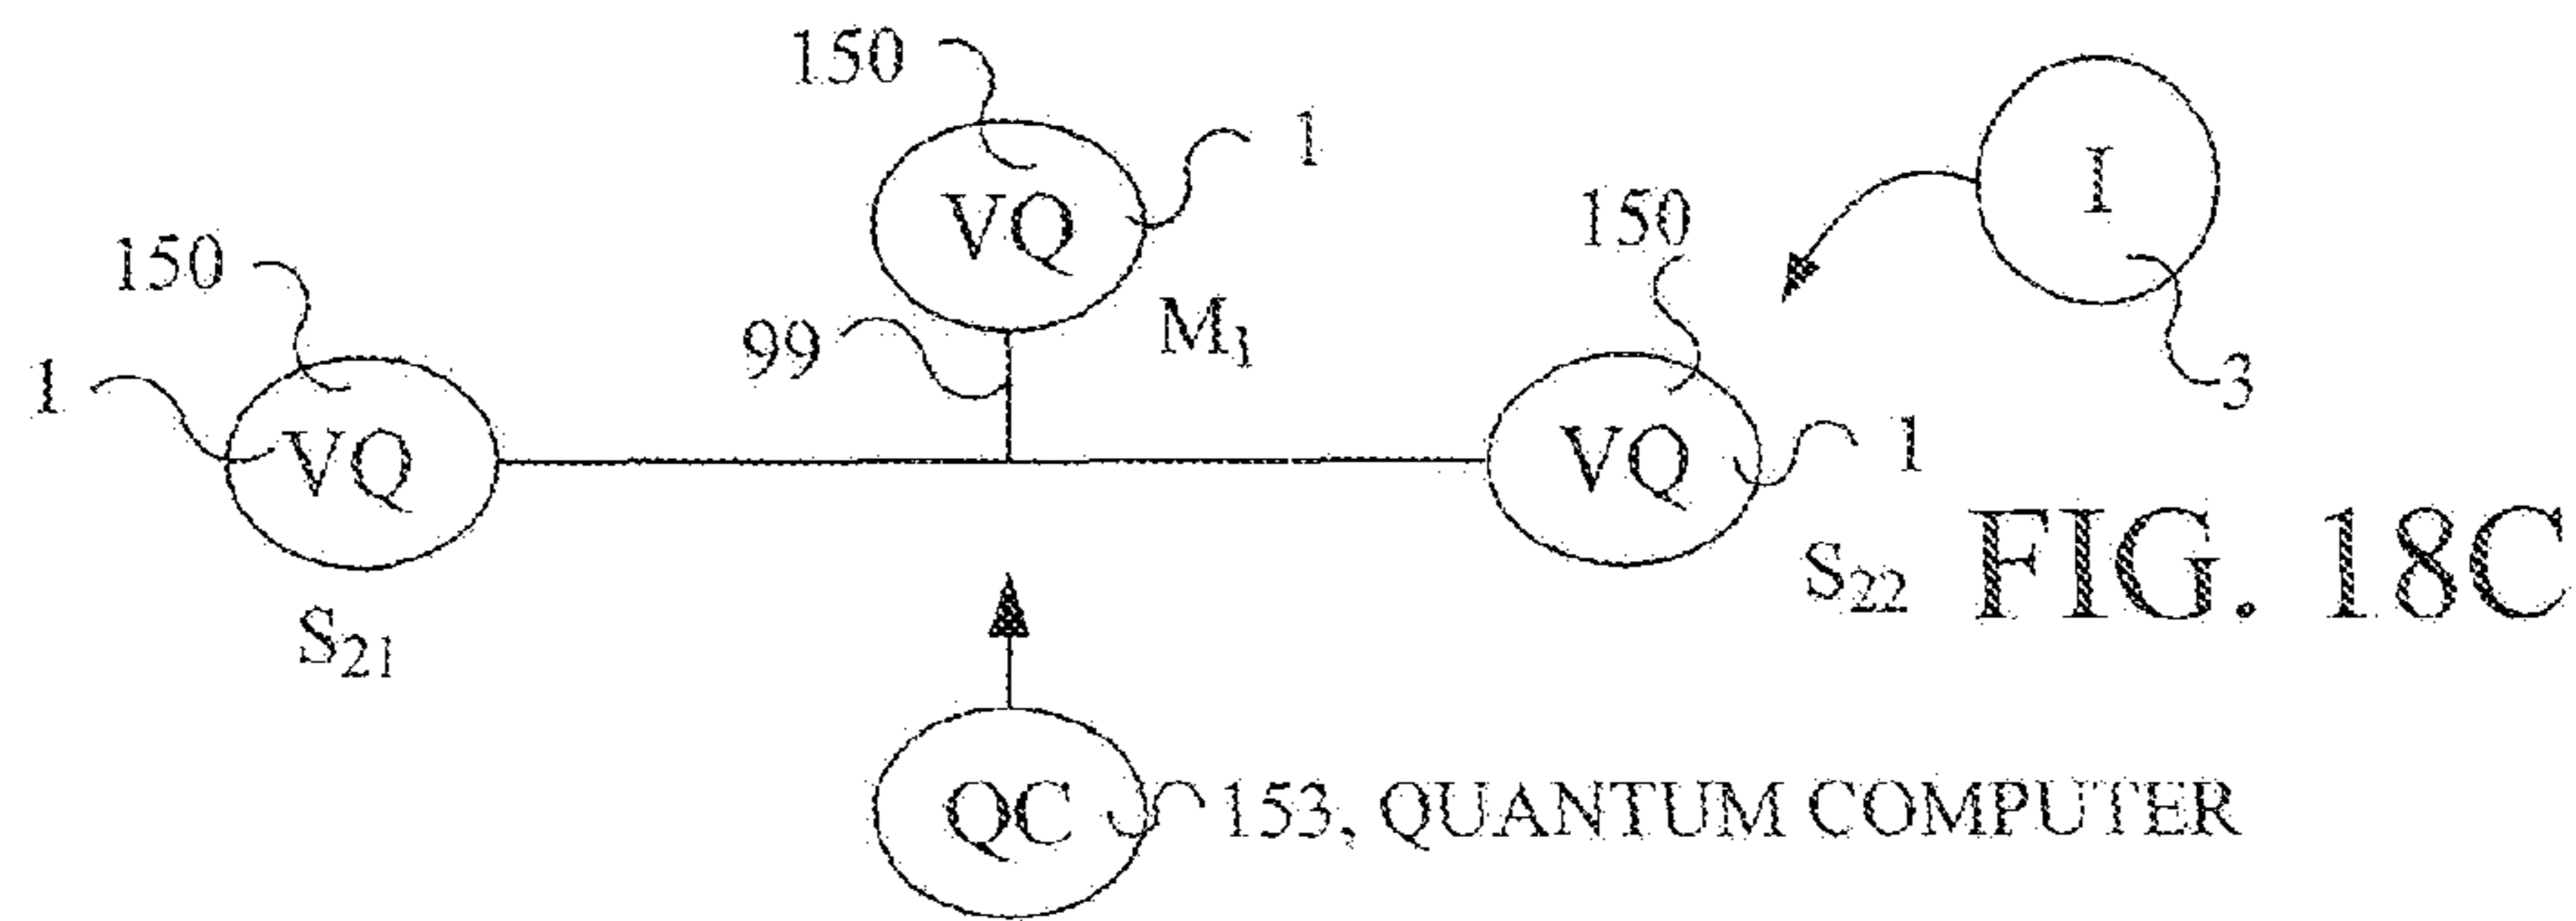 150
1
I
VQ
150
150
VQ
99
M₁
1
VQ
VQ
1
3
S₂₁
S₂₂
FIG. 18C
QC
153, QUANTUM COMPUTER